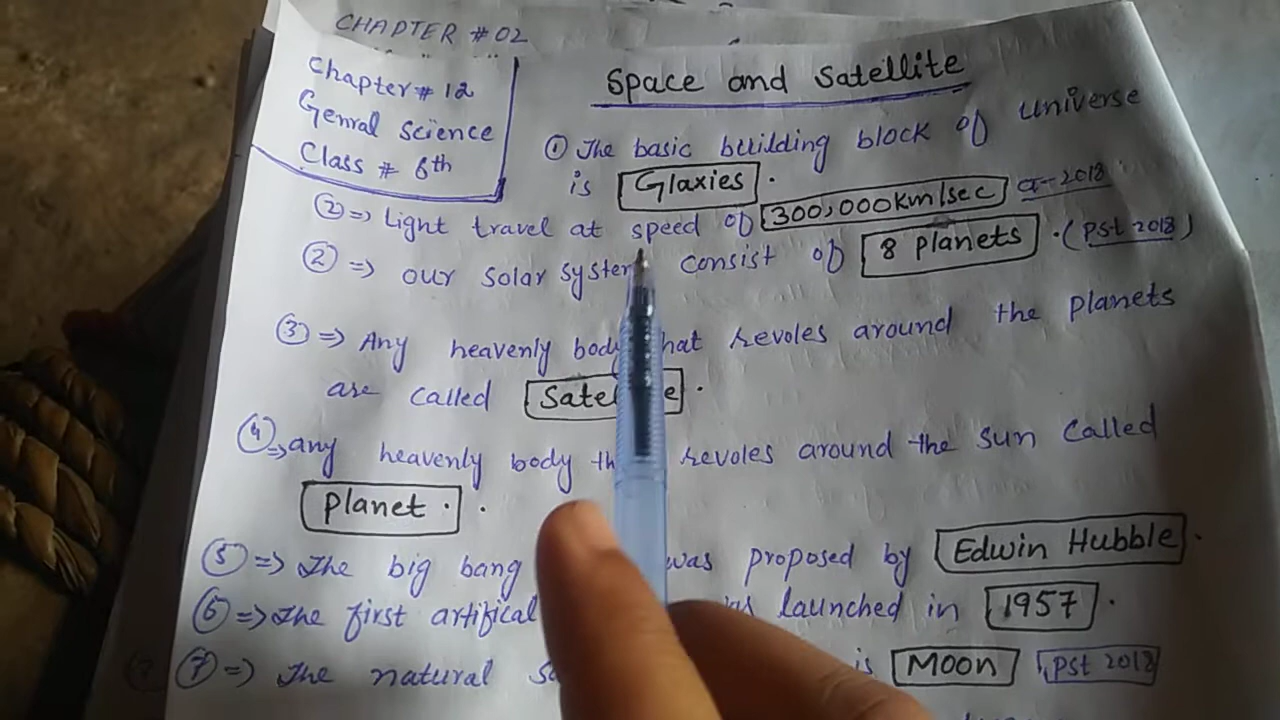 CHAPTER # 02
Chapter # 12
Genral Science
Class # 6th
Space and Satellite
① The basic building block of universe
is Glaxies .
② => Light travel at speed of 300,000km/sec 2018
② => our solar system consist of 8 planets . (Pst 2018)
③ => Any heavenly body that revoles around the planets
are called Satellite .
④ => any heavenly body revoles around the sun called
Planet . .
⑤ => The big bang was proposed by Edwin Hubble .
⑥ => The first artifical launched in 1957 .
⑦ => The natural is Moon Pst 2018